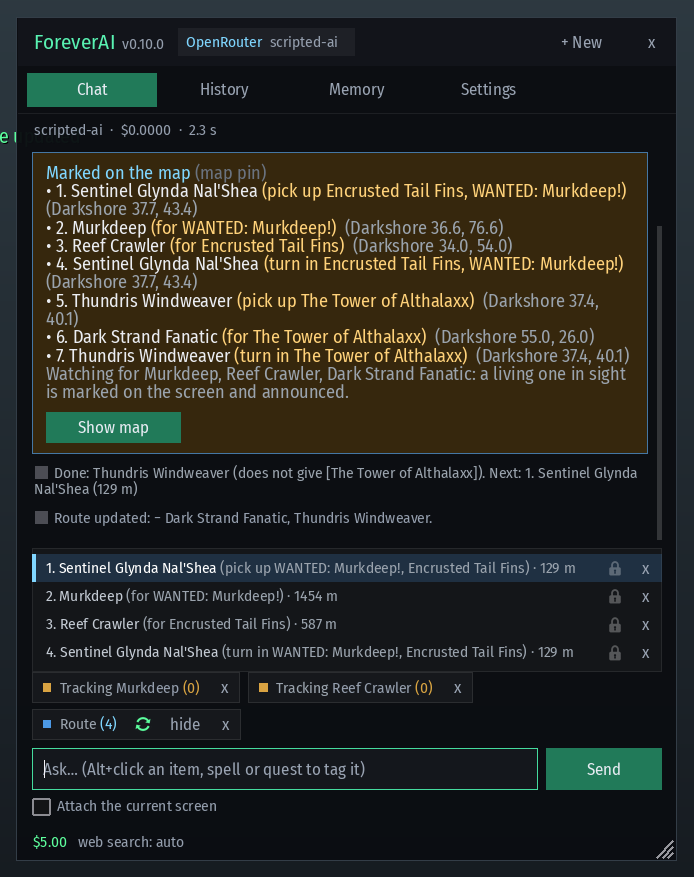 ForeverAI v0.10.0 OpenRouter scripted-ai + New x
Chat History Memory Settings
scripted-ai · $0.0000 · 2.3 s
Marked on the map (map pin)
• 1. Sentinel Glynda Nal'Shea (pick up Encrusted Tail Fins, WANTED: Murkdeep!)
(Darkshore 37.7, 43.4)
• 2. Murkdeep (for WANTED: Murkdeep!) (Darkshore 36.6, 76.6)
• 3. Reef Crawler (for Encrusted Tail Fins) (Darkshore 34.0, 54.0)
• 4. Sentinel Glynda Nal'Shea (turn in Encrusted Tail Fins, WANTED: Murkdeep!)
(Darkshore 37.7, 43.4)
• 5. Thundris Windweaver (pick up The Tower of Althalaxx) (Darkshore 37.4,
40.1)
• 6. Dark Strand Fanatic (for The Tower of Althalaxx) (Darkshore 55.0, 26.0)
• 7. Thundris Windweaver (turn in The Tower of Althalaxx) (Darkshore 37.4, 40.1)
Watching for Murkdeep, Reef Crawler, Dark Strand Fanatic: a living one in sight
is marked on the screen and announced.
Show map
Done: Thundris Windweaver (does not give [The Tower of Althalaxx]). Next: 1. Sentinel Glynda
Nal'Shea (129 m)
Route updated: − Dark Strand Fanatic, Thundris Windweaver.
1. Sentinel Glynda Nal'Shea (pick up WANTED: Murkdeep!, Encrusted Tail Fins) · 129 m x
2. Murkdeep (for WANTED: Murkdeep!) · 1454 m x
3. Reef Crawler (for Encrusted Tail Fins) · 587 m x
4. Sentinel Glynda Nal'Shea (turn in WANTED: Murkdeep!, Encrusted Tail Fins) · 129 m x
Tracking Murkdeep (0) x Tracking Reef Crawler (0) x
Route (4) hide x
Ask... (Alt+click an item, spell or quest to tag it) Send
Attach the current screen
$5.00 web search: auto